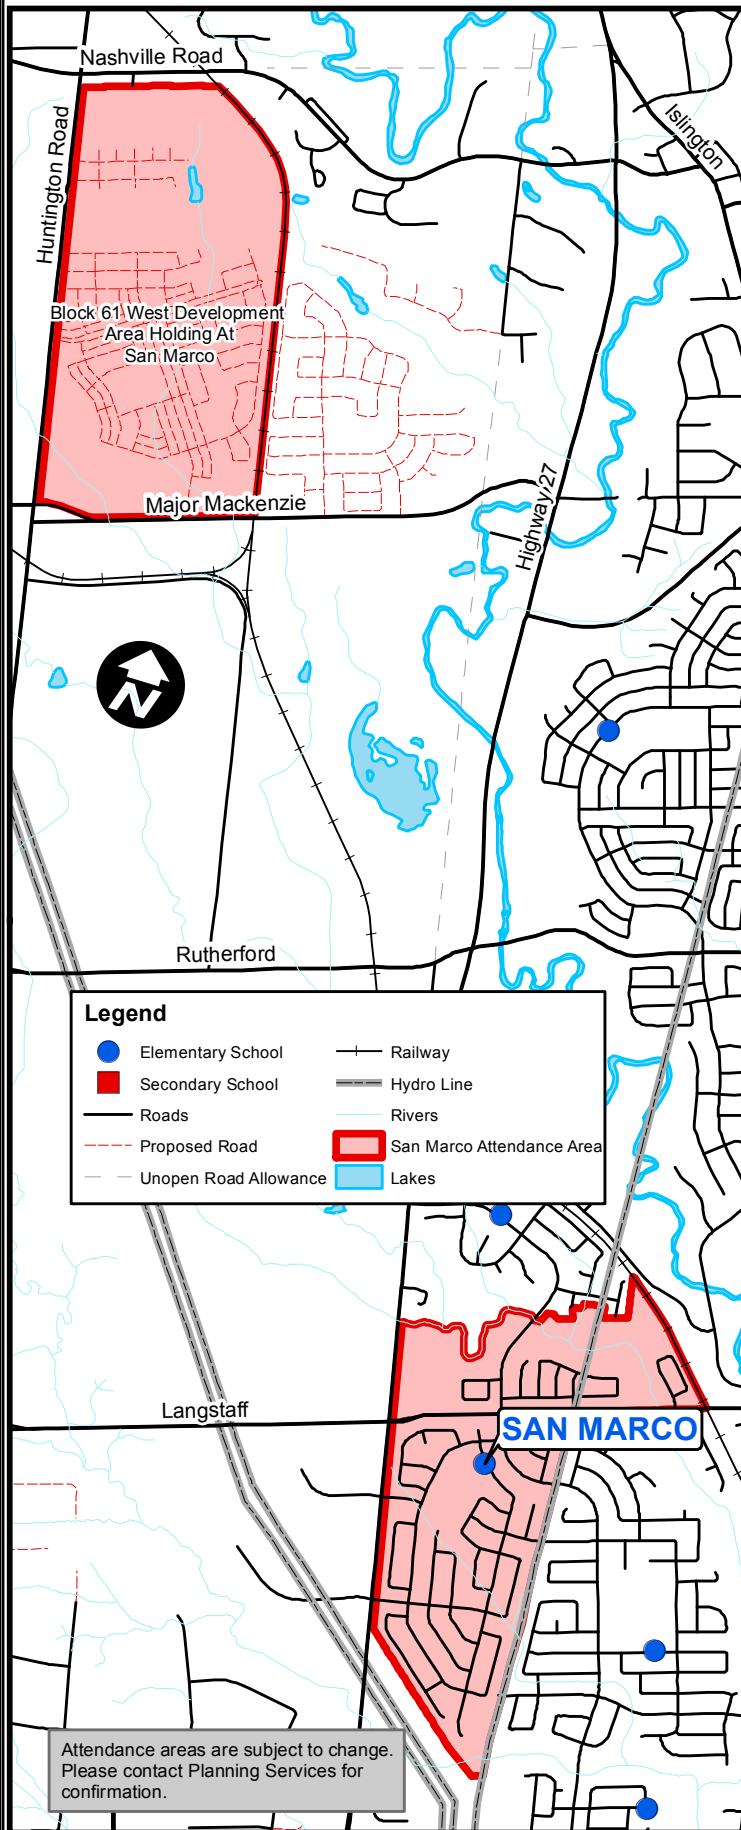 Nashville Road
Islington
Huntington Road
Block 61 West Development
Area Holding At
San Marco
Major Mackenzie
Highway 27
N
Rutherford
Legend
Elementary School
Secondary School
Roads
Proposed Road
Unopen Road Allowance
Railway
Hydro Line
Rivers
San Marco Attendance Area
Lakes
Langstaff
SAN MARCO
Attendance areas are subject to change.
Please contact Planning Services for
confirmation.